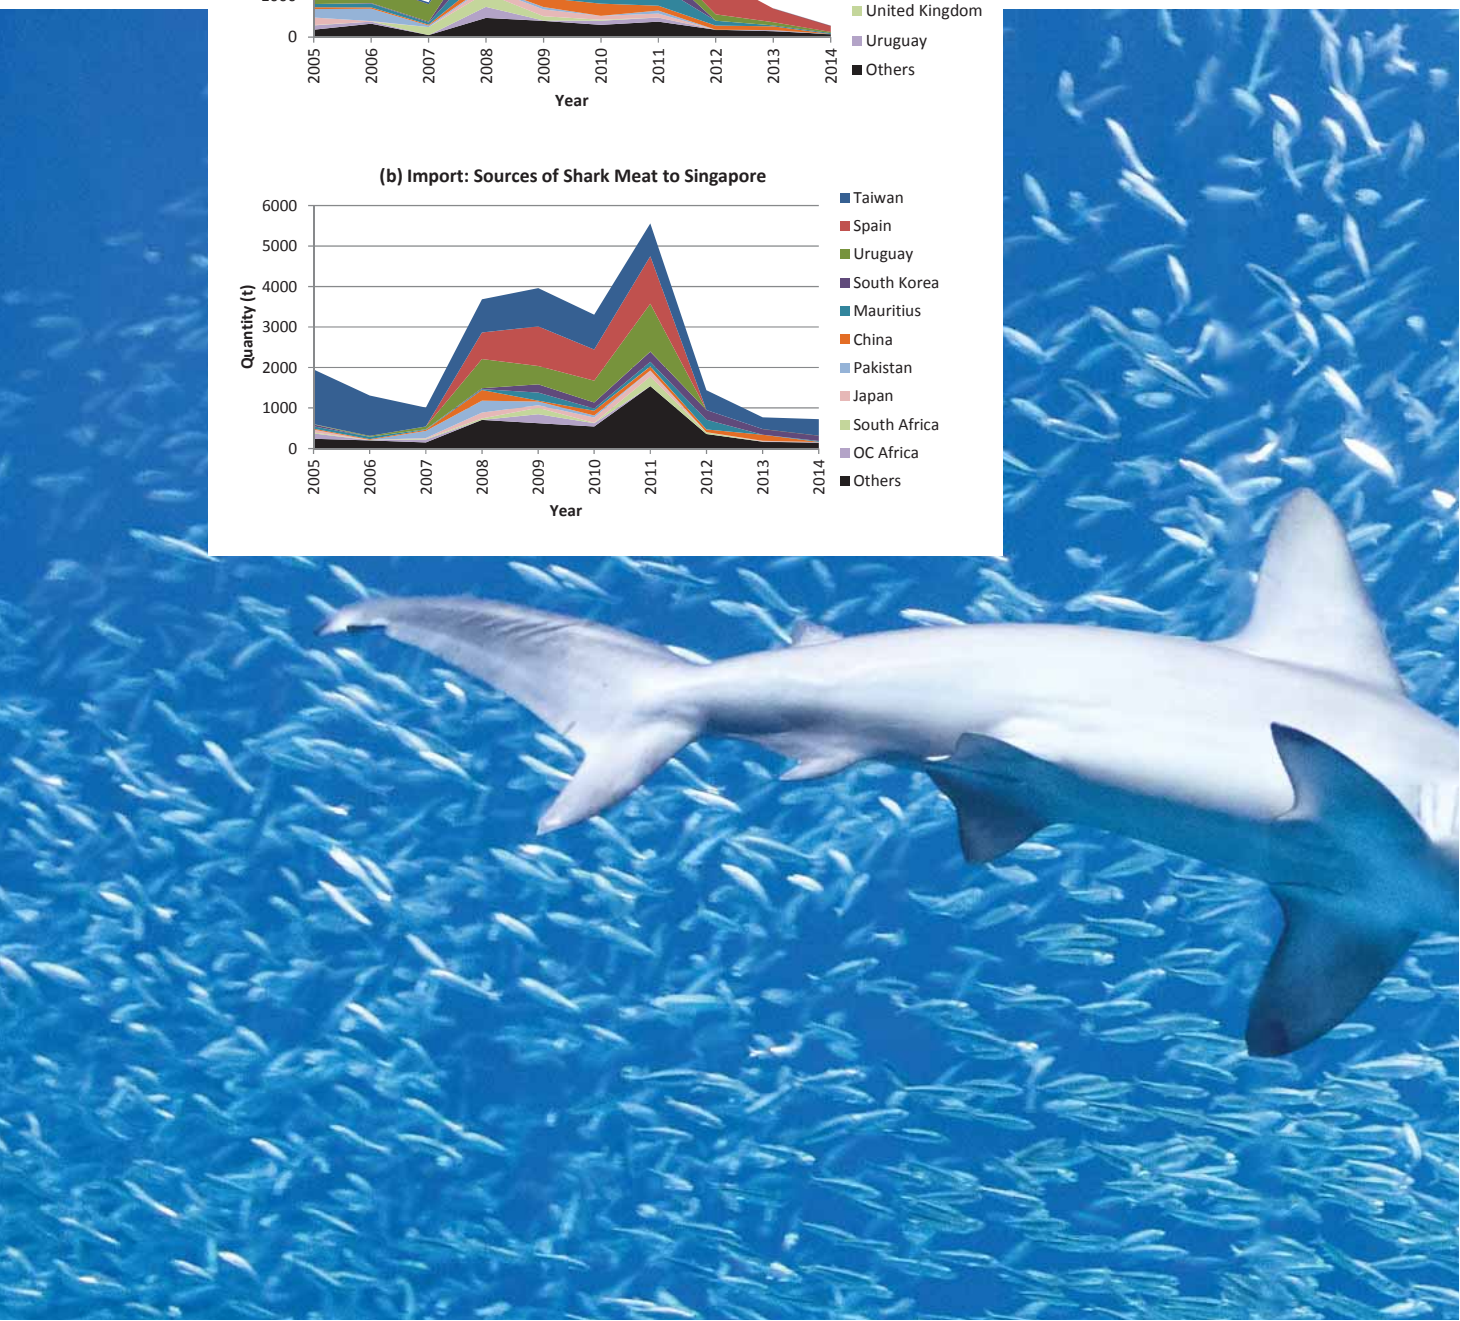 United Kingdom
0
Uruguay
Others
2005 2006 2007 2008 2009 2010 2011 2012 2013 2014
Year
(b) Import: Sources of Shark Meat to Singapore
6000
5000
4000
3000
2000
1000
0
Quantity (t)
Taiwan
Spain
Uruguay
South Korea
Mauritius
China
Pakistan
Japan
South Africa
OC Africa
Others
2005 2006 2007 2008 2009 2010 2011 2012 2013 2014
Year